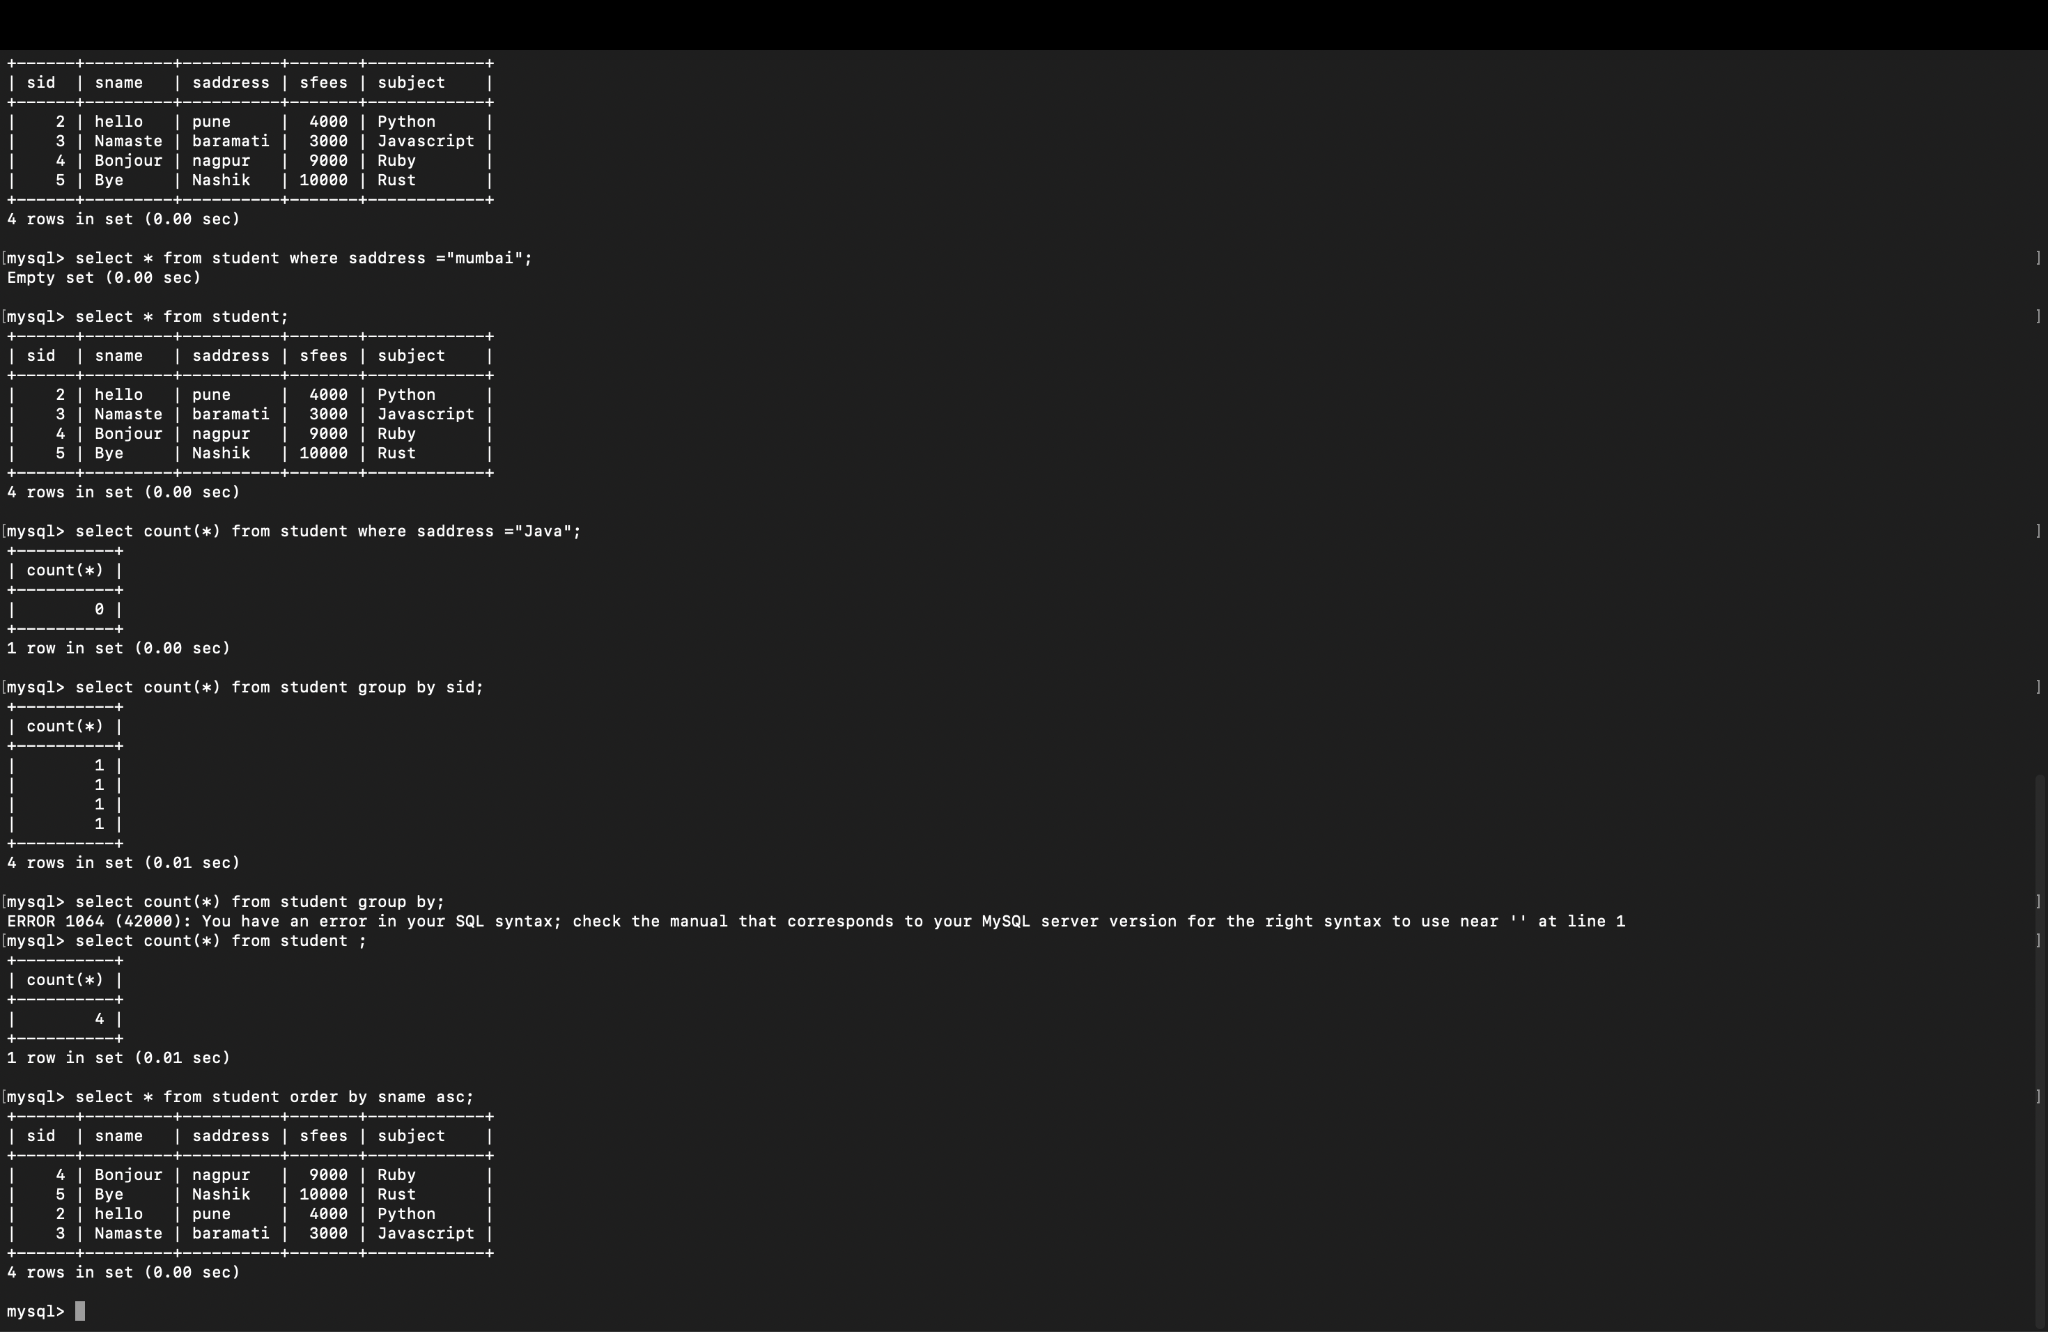 +------+---------+----------+-------+------------+
| sid  | sname   | saddress | sfees | subject    |
+------+---------+----------+-------+------------+
|    2 | hello   | pune     |  4000 | Python     |
|    3 | Namaste | baramati |  3000 | Javascript |
|    4 | Bonjour | nagpur   |  9000 | Ruby       |
|    5 | Bye     | Nashik   | 10000 | Rust       |
+------+---------+----------+-------+------------+
4 rows in set (0.00 sec)
[mysql> select * from student where saddress ="mumbai"; ]
Empty set (0.00 sec)
[mysql> select * from student; ]
+------+---------+----------+-------+------------+
| sid  | sname   | saddress | sfees | subject    |
+------+---------+----------+-------+------------+
|    2 | hello   | pune     |  4000 | Python     |
|    3 | Namaste | baramati |  3000 | Javascript |
|    4 | Bonjour | nagpur   |  9000 | Ruby       |
|    5 | Bye     | Nashik   | 10000 | Rust       |
+------+---------+----------+-------+------------+
4 rows in set (0.00 sec)
[mysql> select count(*) from student where saddress ="Java"; ]
+----------+
| count(*) |
+----------+
|        0 |
+----------+
1 row in set (0.00 sec)
[mysql> select count(*) from student group by sid; ]
+----------+
| count(*) |
+----------+
|        1 |
|        1 |
|        1 |
|        1 |
+----------+
4 rows in set (0.01 sec)
[mysql> select count(*) from student group by; ]
ERROR 1064 (42000): You have an error in your SQL syntax; check the manual that corresponds to your MySQL server version for the right syntax to use near '' at line 1
[mysql> select count(*) from student ; ]
+----------+
| count(*) |
+----------+
|        4 |
+----------+
1 row in set (0.01 sec)
[mysql> select * from student order by sname asc; ]
+------+---------+----------+-------+------------+
| sid  | sname   | saddress | sfees | subject    |
+------+---------+----------+-------+------------+
|    4 | Bonjour | nagpur   |  9000 | Ruby       |
|    5 | Bye     | Nashik   | 10000 | Rust       |
|    2 | hello   | pune     |  4000 | Python     |
|    3 | Namaste | baramati |  3000 | Javascript |
+------+---------+----------+-------+------------+
4 rows in set (0.00 sec)
mysql>